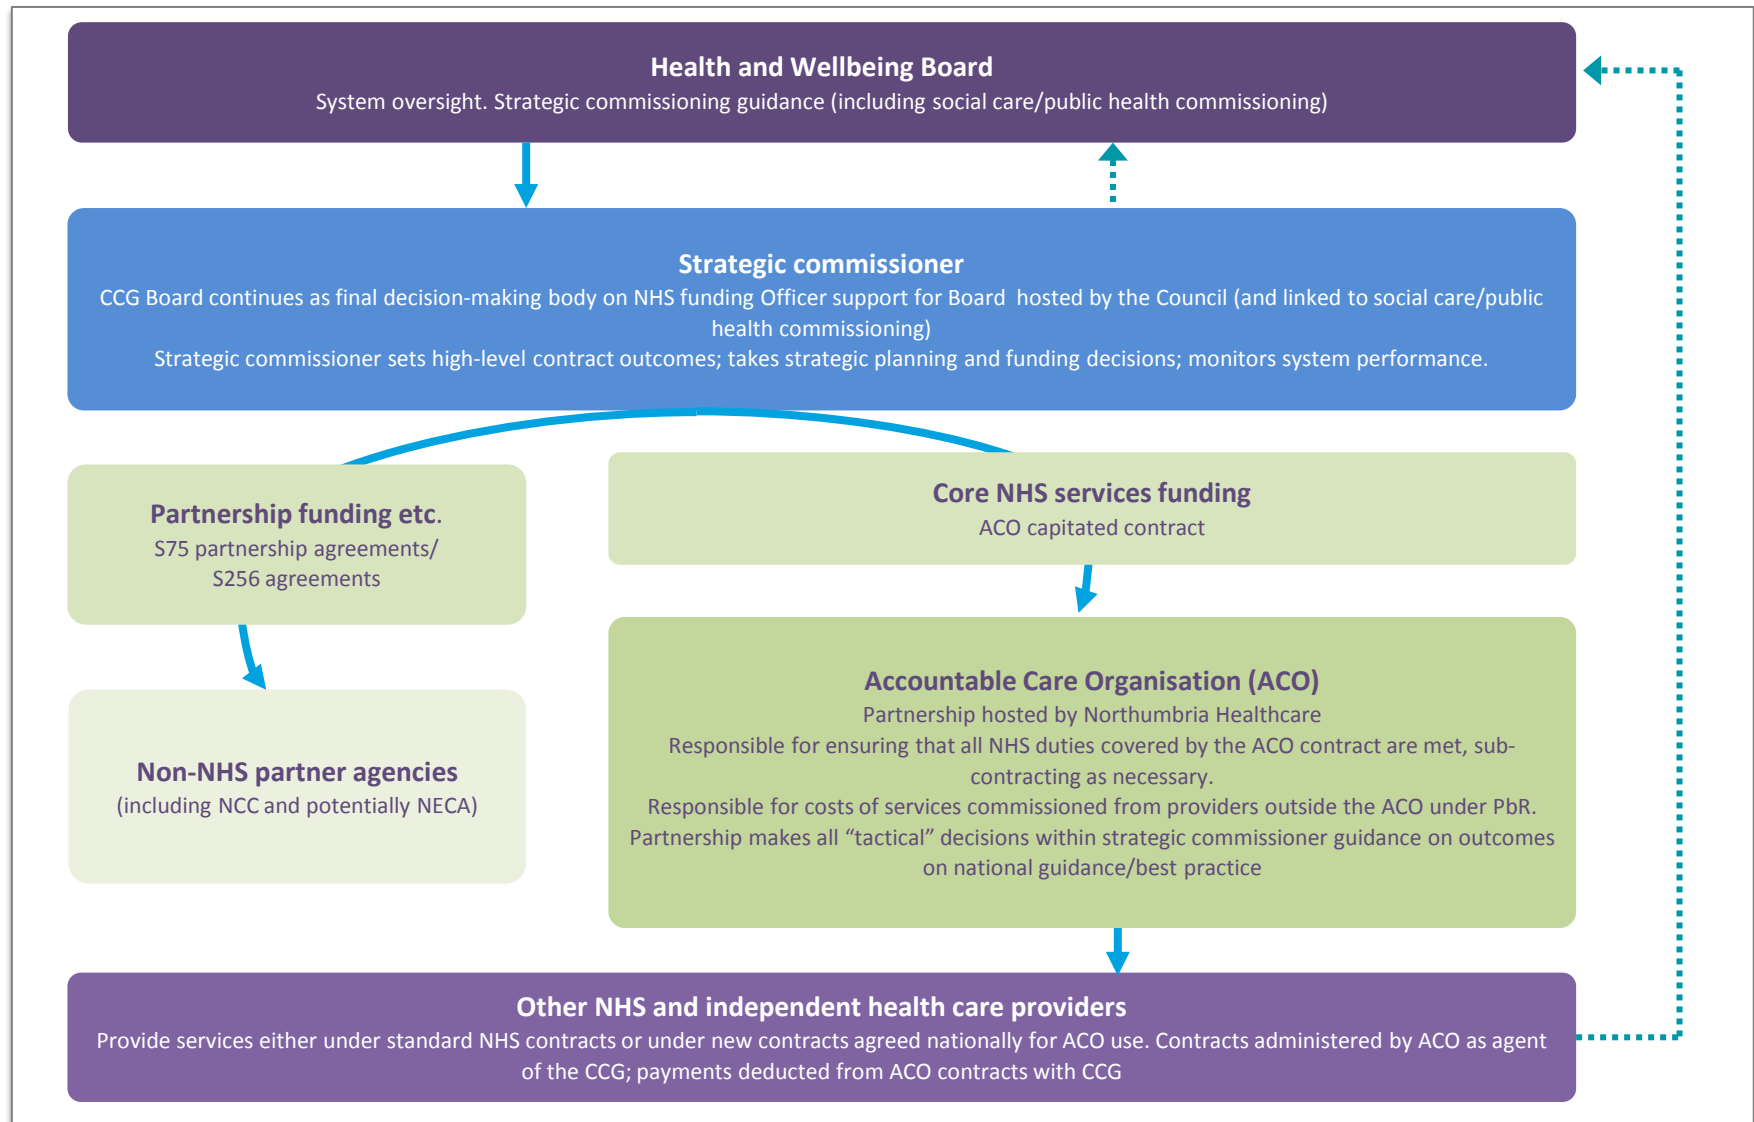 Health and Wellbeing Board
System oversight. Strategic commissioning guidance (including social care/public health commissioning)
Strategic commissioner
CCG Board continues as final decision-making body on NHS funding Officer support for Board  hosted by the Council (and linked to social care/public
health commissioning)
Strategic commissioner sets high-level contract outcomes; takes strategic planning and funding decisions; monitors system performance.
Partnership funding etc.
S75 partnership agreements/
S256 agreements
Core NHS services funding
ACO capitated contract
Non-NHS partner agencies
(including NCC and potentially NECA)
Accountable Care Organisation (ACO)
Partnership hosted by Northumbria Healthcare
Responsible for ensuring that all NHS duties covered by the ACO contract are met, sub-
contracting as necessary.
Responsible for costs of services commissioned from providers outside the ACO under PbR.
Partnership makes all “tactical” decisions within strategic commissioner guidance on outcomes
on national guidance/best practice
Other NHS and independent health care providers
Provide services either under standard NHS contracts or under new contracts agreed nationally for ACO use. Contracts administered by ACO as agent
of the CCG; payments deducted from ACO contracts with CCG